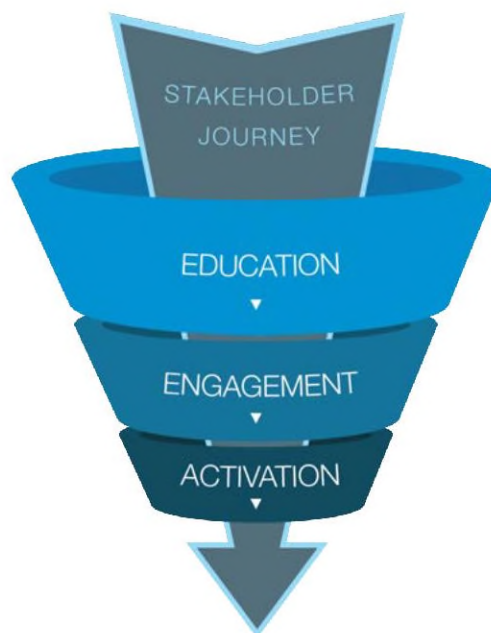 STAKEHOLDER
JOURNEY
EDUCATION
ENGAGEMENT
ACTIVATION